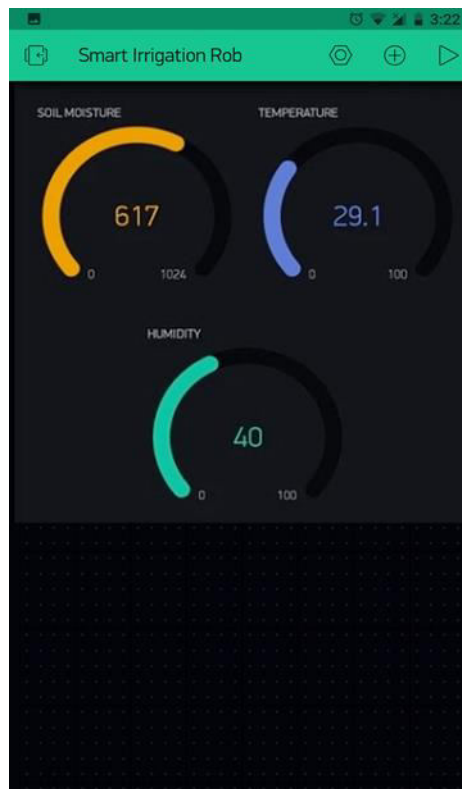 3:22
Smart Irrigation Rob
SOIL MOISTURE
617
0
1024
TEMPERATURE
29.1
0
100
HUMIDITY
40
0
100